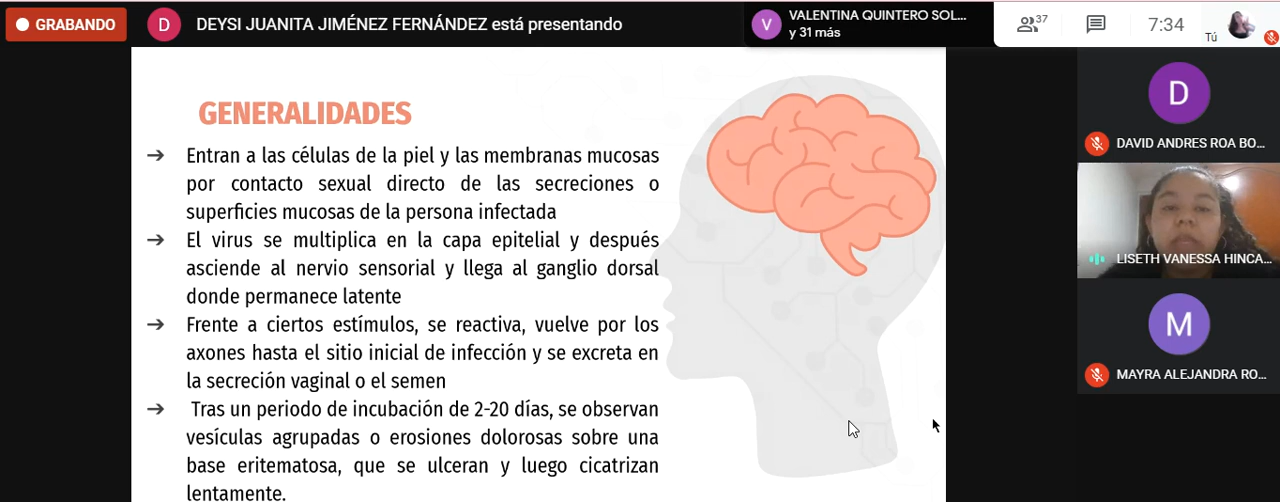 GRABANDO
D
DEYSI JUANITA JIMÉNEZ FERNÁNDEZ está presentando
V
VALENTINA QUINTERO SOL...
y 31 más
37
7:34
Tú
GENERALIDADES
➔ Entran a las células de la piel y las membranas mucosas
por contacto sexual directo de las secreciones o
superficies mucosas de la persona infectada
➔ El virus se multiplica en la capa epitelial y después
asciende al nervio sensorial y llega al ganglio dorsal
donde permanece latente
➔ Frente a ciertos estímulos, se reactiva, vuelve por los
axones hasta el sitio inicial de infección y se excreta en
la secreción vaginal o el semen
➔ Tras un periodo de incubación de 2-20 días, se observan
vesículas agrupadas o erosiones dolorosas sobre una
base eritematosa, que se ulceran y luego cicatrizan
lentamente.
D
DAVID ANDRES ROA BO...
LISETH VANESSA HINCA...
M
MAYRA ALEJANDRA RO...